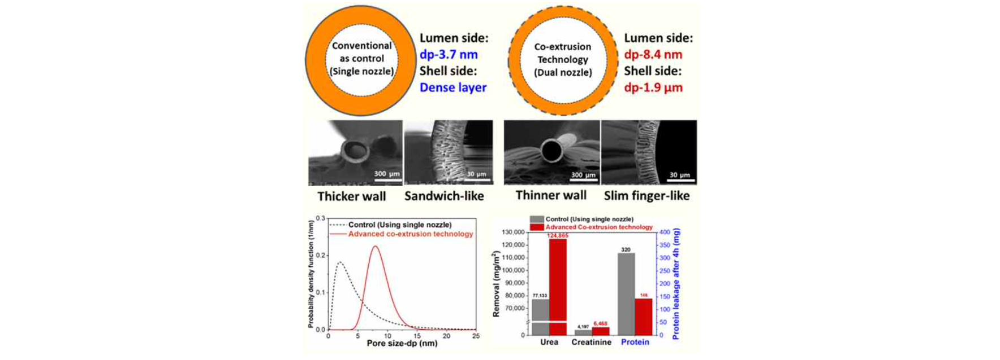 Conventional
as control
(Single nozzle)
Lumen side:
dp-3.7 nm
Shell side:
Dense layer
Co-extrusion
Technology
(Dual nozzle)
Lumen side:
dp-8.4 nm
Shell side:
dp-1.9 µm
300 µm
30 µm
300 µm
30 µm
Thicker wall
Sandwich-like
Thinner wall
Slim finger-like
Probability density function (1/nm)
0.3
0.2
0.1
0.0
Control (Using single nozzle)
Advanced co-extrusion technology
0 5 10 15 20 25
Pore size-dp (nm)
Control (Using single nozzle)
Advanced Co-extrusion technology
Removal (mg/m²)
130,000
120,000
110,000
100,000
90,000
80,000
70,000
0
77,133
124,865
4,197
6,468
320
146
400
350
300
250
200
150
100
50
0
Protein leakage after 4h (mg)
Urea Creatinine Protein